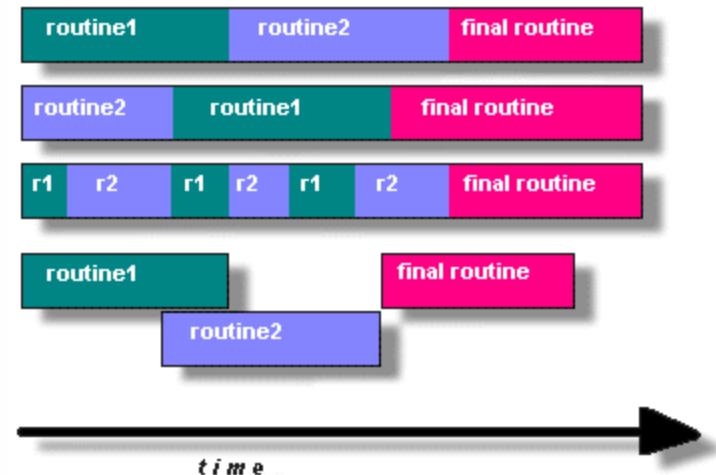 routine1 routine2 final routine
routine2 routine1 final routine
r1 r2 r1 r2 r1 r2 final routine
routine1 final routine
routine2
time